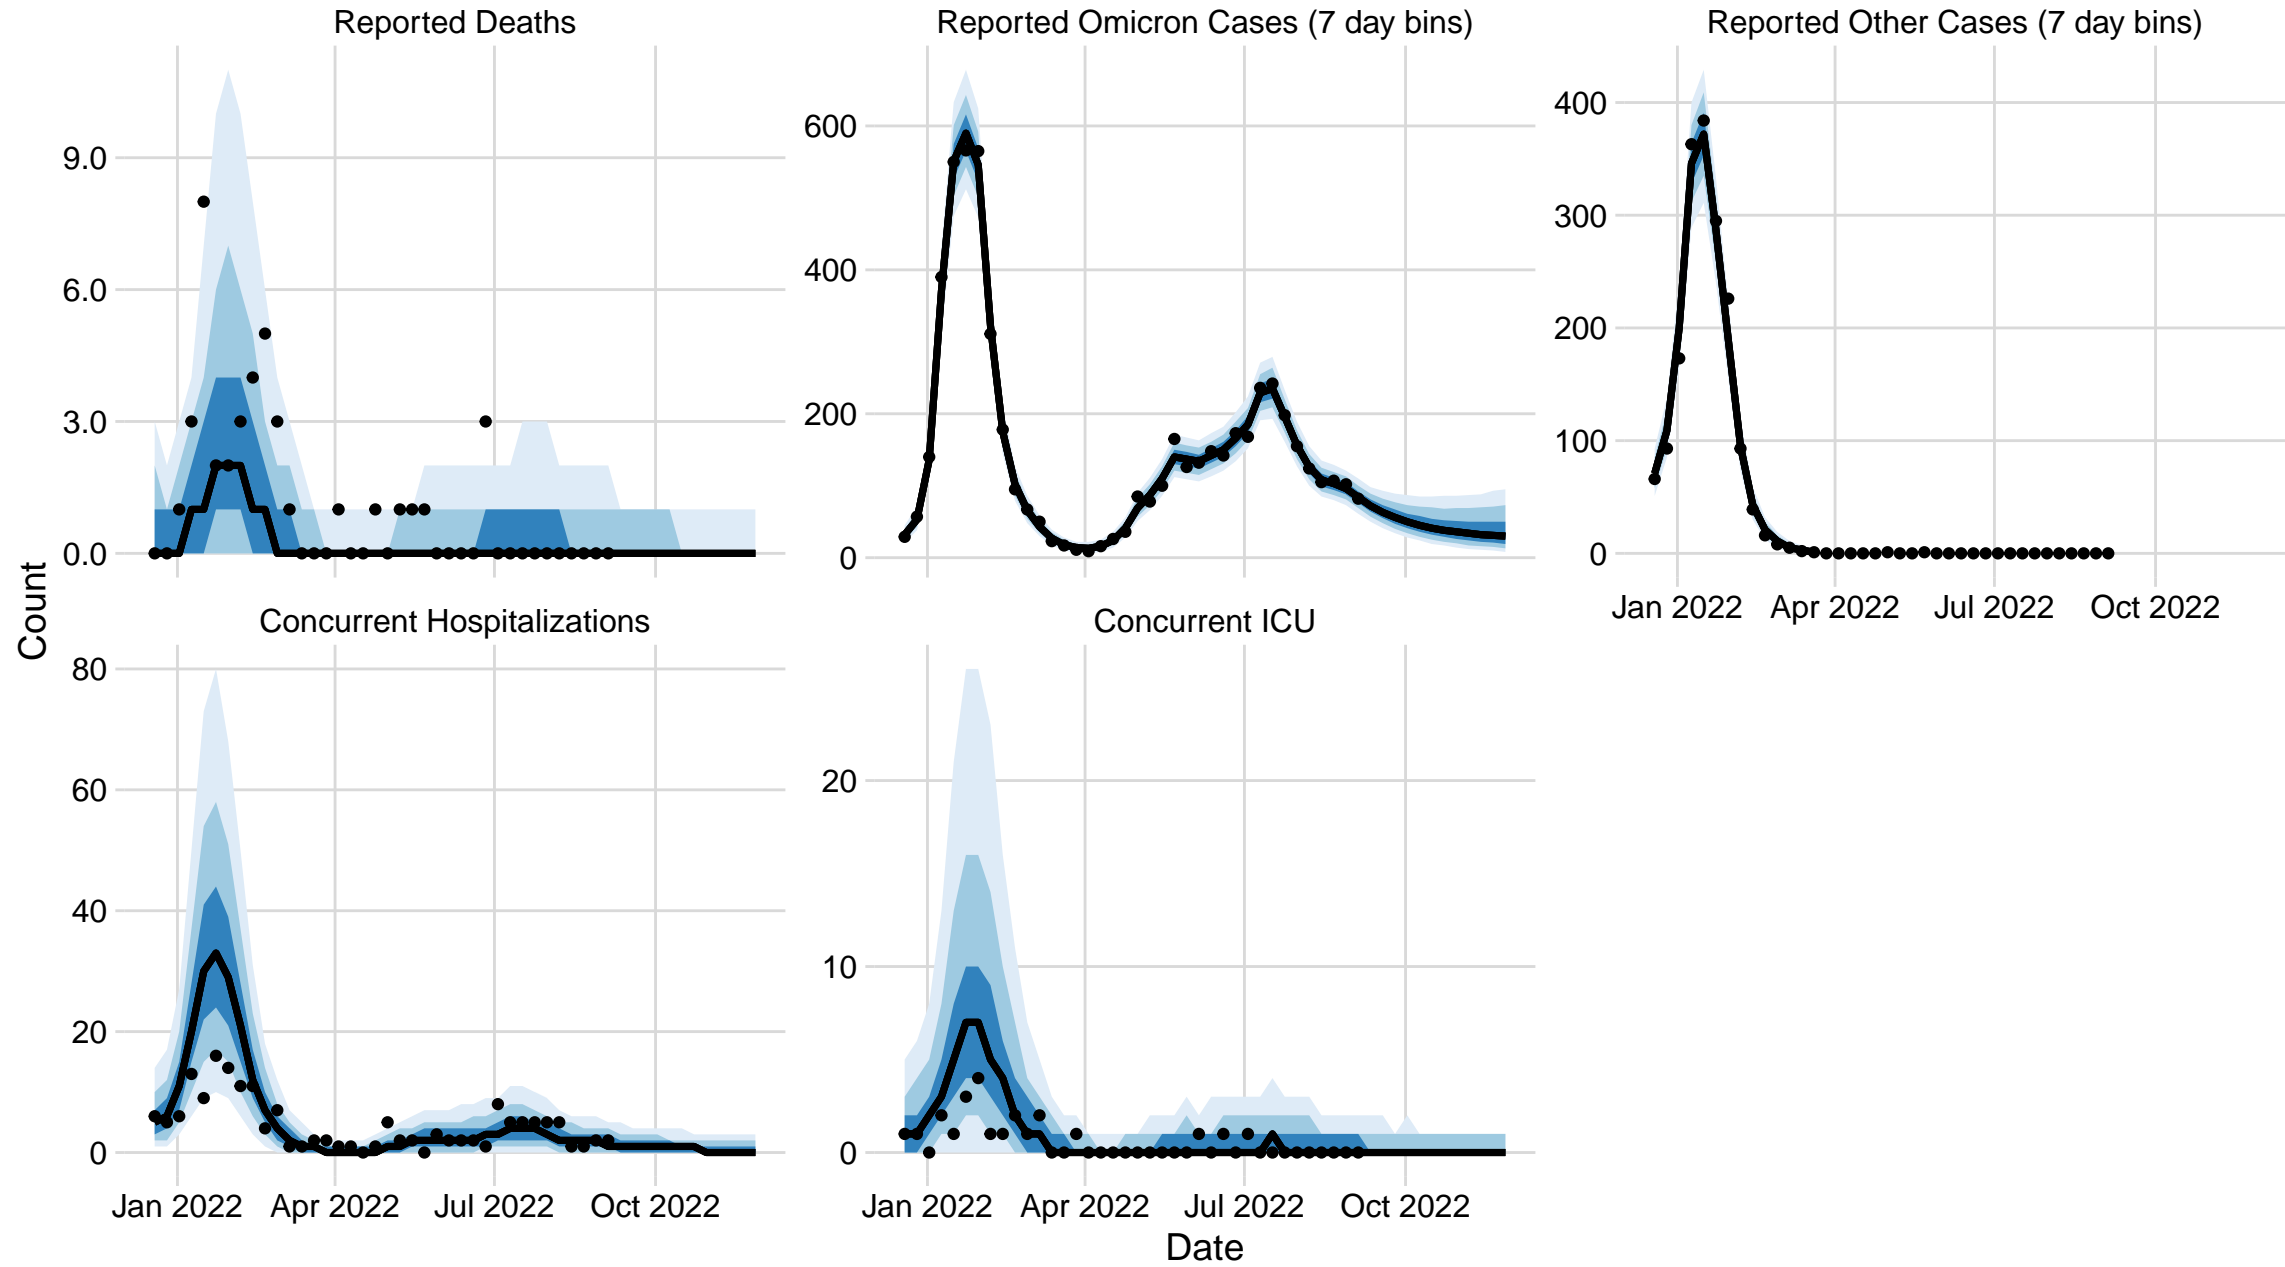 Reported Deaths
Reported Omicron Cases (7 day bins)
Reported Other Cases (7 day bins)
9.0
6.0
3.0
0.0
600
400
200
0
400
300
200
100
0
Jan 2022
Apr 2022
Jul 2022
Oct 2022
Count
Concurrent Hospitalizations
Concurrent ICU
80
60
40
20
0
20
10
0
Jan 2022
Apr 2022
Jul 2022
Oct 2022
Jan 2022
Apr 2022
Jul 2022
Oct 2022
Date